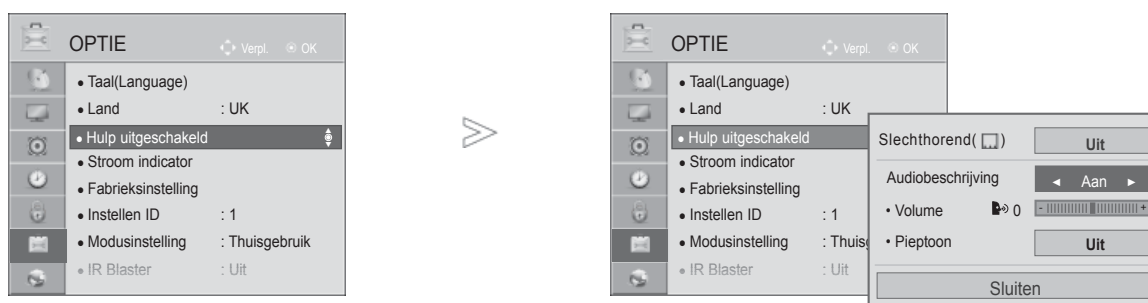 OPTIE Verpl. OK
• Taal(Language)
• Land : UK
• Hulp uitgeschakeld
• Stroom indicator
• Fabrieksinstelling
• Instellen ID : 1
• Modusinstelling : Thuisgebruik
• IR Blaster : Uit
OPTIE Verpl. OK
• Taal(Language)
• Land : UK
• Hulp uitgeschakeld
• Stroom indicator
• Fabrieksinstelling
• Instellen ID : 1
• Modusinstelling : Thuisg
• IR Blaster : Uit
Slechthorend( ) Uit
Audiobeschrijving ◄ Aan ►
• Volume 0 - +
• Pieptoon Uit
Sluiten